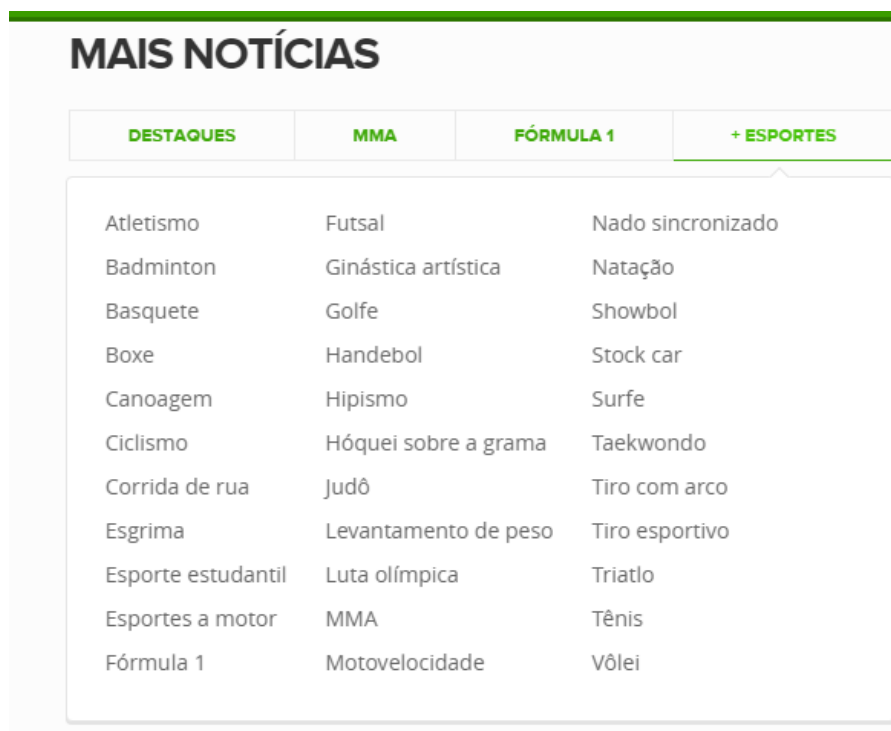 MAIS NOTÍCIAS
DESTAQUES MMA FÓRMULA 1 + ESPORTES
Atletismo Futsal Nado sincronizado
Badminton Ginástica artística Natação
Basquete Golfe Showbol
Boxe Handebol Stock car
Canoagem Hipismo Surfe
Ciclismo Hóquei sobre a grama Taekwondo
Corrida de rua Judô Tiro com arco
Esgrima Levantamento de peso Tiro esportivo
Esporte estudantil Luta olímpica Triatlo
Esportes a motor MMA Tênis
Fórmula 1 Motovelocidade Vôlei